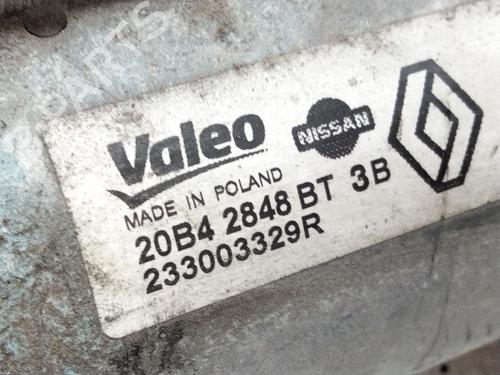 Valeo NISSAN
MADE IN POLAND
20B4 2848 BT 3B
233003329R